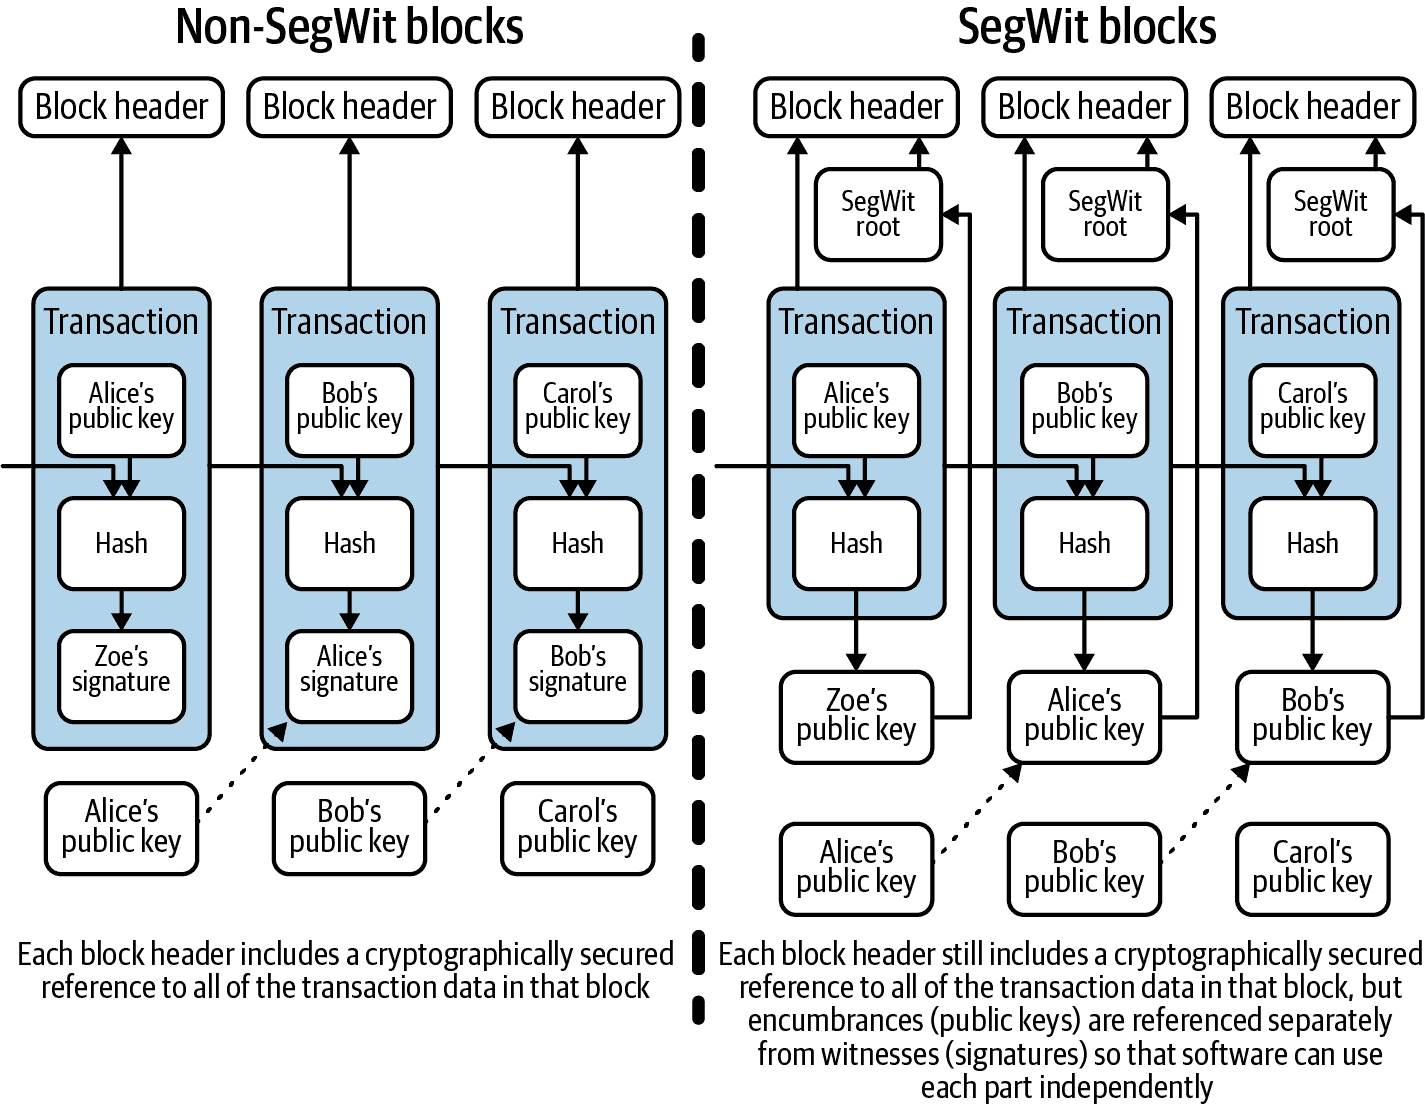 Non-SegWit blocks
Block header
Block header
Block header
Transaction
Transaction
Transaction
Alice's
public key
Bob's
public key
Carol's
public key
Hash
Hash
Hash
Zoe's
signature
Alice's
signature
Bob's
signature
Alice's
public key
Bob's
public key
Carol's
public key
Each block header includes a cryptographically secured
reference to all of the transaction data in that block
SegWit blocks
Block header
Block header
Block header
SegWit
root
SegWit
root
SegWit
root
Transaction
Transaction
Transaction
Alice's
public key
Bob's
public key
Carol's
public key
Hash
Hash
Hash
Zoe's
public key
Alice's
public key
Bob's
public key
Alice's
public key
Bob's
public key
Carol's
public key
Each block header still includes a cryptographically secured
reference to all of the transaction data in that block, but
encumbrances (public keys) are referenced separately
from witnesses (signatures) so that software can use
each part independently